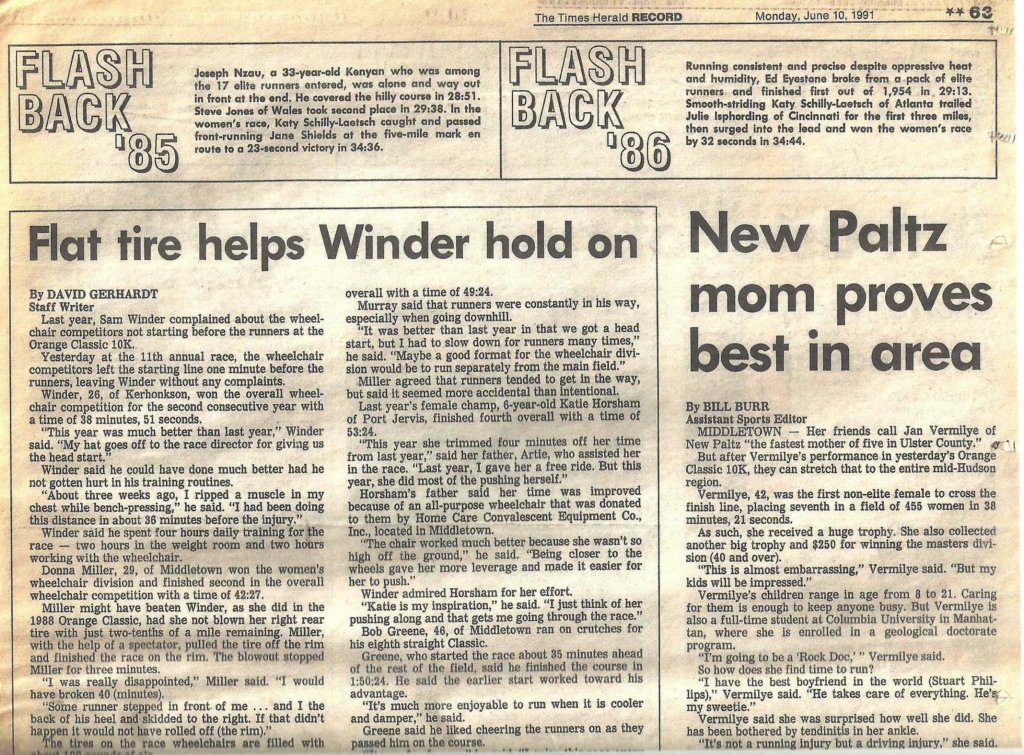 The Times Herald RECORD
Monday, June 10, 1991
** 63
FLASH
BACK
'85
Joseph Nzau, a 33-year-old Kenyan who was among
the 17 elite runners entered, was alone and way out
in front at the end. He covered the hilly course in 28:51.
Steve Jones of Wales took second place in 29:38. In the
women's race, Katy Schilly-Laetsch caught and passed
front-running Jane Shields at the five-mile mark en
route to a 23-second victory in 34:36.
FLASH
BACK
'86
Running consistent and precise despite oppressive heat
and humidity, Ed Eyestone broke from a pack of elite
runners and finished first out of 1,954 in 29:13.
Smooth-striding Katy Schilly-Laetsch of Atlanta trailed
Julie Isphording of Cincinnati for the first three miles,
then surged into the lead and won the women's race
by 32 seconds in 34:44.
Flat tire helps Winder hold on
By DAVID GERHARDT
Staff Writer
Last year, Sam Winder complained about the wheel-
chair competitors not starting before the runners at the
Orange Classic 10K.
Yesterday at the 11th annual race, the wheelchair
competitors left the starting line one minute before the
runners, leaving Winder without any complaints.
Winder, 26, of Kerhonkson, won the overall wheel-
chair competition for the second consecutive year with
a time of 38 minutes, 51 seconds.
"This year was much better than last year," Winder
said. "My hat goes off to the race director for giving us
the head start."
Winder said he could have done much better had he
not gotten hurt in his training routines.
"About three weeks ago, I ripped a muscle in my
chest while bench-pressing," he said. "I had been doing
this distance in about 36 minutes before the injury."
Winder said he spent four hours daily training for the
race — two hours in the weight room and two hours
working with the wheelchair.
Donna Miller, 29, of Middletown won the women's
wheelchair division and finished second in the overall
wheelchair competition with a time of 42:27.
Miller might have beaten Winder, as she did in the
1988 Orange Classic, had she not blown her right rear
tire with just two-tenths of a mile remaining. Miller,
with the help of a spectator, pulled the tire off the rim
and finished the race on the rim. The blowout stopped
Miller for three minutes.
"I was really disappointed," Miller said. "I would
have broken 40 (minutes).
"Some runner stepped in front of me ... and I the
back of his heel and skidded to the right. If that didn't
happen it would not have rolled off (the rim)."
The tires on the race wheelchairs are filled with
about 100 pounds of air.
overall with a time of 49:24.
Murray said that runners were constantly in his way,
especially when going downhill.
"It was better than last year in that we got a head
start, but I had to slow down for runners many times,"
he said. "Maybe a good format for the wheelchair divi-
sion would be to run separately from the main field."
Miller agreed that runners tended to get in the way,
but said it seemed more accidental than intentional.
Last year's female champ, 6-year-old Katie Horsham
of Port Jervis, finished fourth overall with a time of
53:24.
"This year she trimmed four minutes off her time
from last year," said her father, Artie, who assisted her
in the race. "Last year, I gave her a free ride. But this
year, she did most of the pushing herself."
Horsham's father said her time was improved
because of an all-purpose wheelchair that was donated
to them by Home Care Convalescent Equipment Co.,
Inc., located in Middletown.
"The chair worked much better because she wasn't so
high off the ground," he said. "Being closer to the
wheels gave her more leverage and made it easier for
her to push."
Winder admired Horsham for her effort.
"Katie is my inspiration," he said. "I just think of her
pushing along and that gets me going through the race."
Bob Greene, 46, of Middletown ran on crutches for
his eighth straight Classic.
Greene, who started the race about 35 minutes ahead
of the rest of the field, said he finished the course in
1:50:24. He said the earlier start worked toward his
advantage.
"It's much more enjoyable to run when it is cooler
and damper," he said.
Greene said he liked cheering the runners on as they
passed him on the course.
New Paltz
mom proves
best in area
By BILL BURR
Assistant Sports Editor
MIDDLETOWN — Her friends call Jan Vermilye of
New Paltz "the fastest mother of five in Ulster County."
But after Vermilye's performance in yesterday's Orange
Classic 10K, they can stretch that to the entire mid-Hudson
region.
Vermilye, 42, was the first non-elite female to cross the
finish line, placing seventh in a field of 455 women in 38
minutes, 21 seconds.
As such, she received a huge trophy. She also collected
another big trophy and $250 for winning the masters divi-
sion (40 and over).
"This is almost embarrassing," Vermilye said. "But my
kids will be impressed."
Vermilye's children range in age from 8 to 21. Caring
for them is enough to keep anyone busy. But Vermilye is
also a full-time student at Columbia University in Manhat-
tan, where she is enrolled in a geological doctorate
program.
"I'm going to be a 'Rock Doc,' " Vermilye said.
So how does she find time to run?
"I have the best boyfriend in the world (Stuart Phil-
lips)," Vermilye said. "He takes care of everything. He's
my sweetie."
Vermilye said she was surprised how well she did. She
has been bothered by tendinitis in her ankle.
"It's not a running injury but a driving injury," she said.